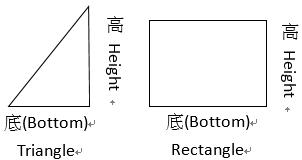 高 Height
高 Height
底(Bottom)
底(Bottom)
Triangle
Rectangle